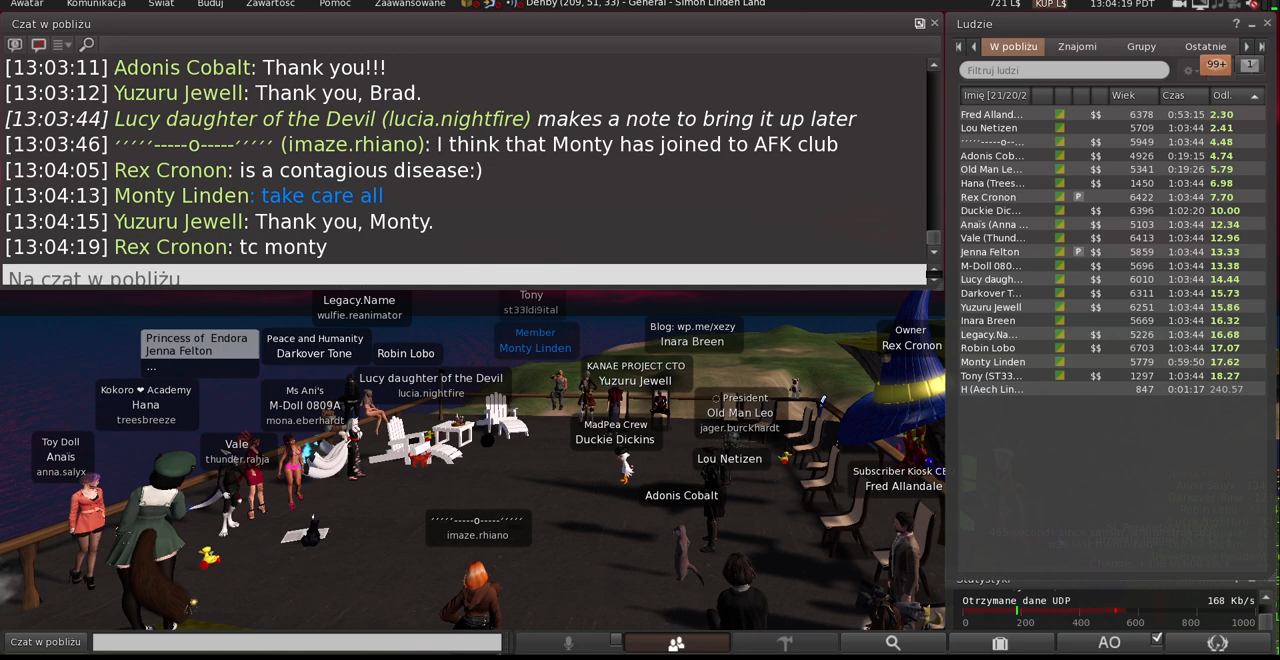 Awatar Komunikacja Świat Buduj Zawartość Pomoc Zaawansowane Denby (209, 51, 33) - General - Simon Linden Land 721 L$ KUP L$ 13:04:19 PDT
Czat w pobliżu
[13:03:11] Adonis Cobalt: Thank you!!!
[13:03:12] Yuzuru Jewell: Thank you, Brad.
[13:03:44] Lucy daughter of the Devil (lucia.nightfire) makes a note to bring it up later
[13:03:46] ˊˊˊˊˊ-----o-----ˊˊˊˊˊ (imaze.rhiano): I think that Monty has joined to AFK club
[13:04:05] Rex Cronon: is a contagious disease:)
[13:04:13] Monty Linden: take care all
[13:04:15] Yuzuru Jewell: Thank you, Monty.
[13:04:19] Rex Cronon: tc monty
Na czat w pobliżu
Legacy.Name
wulfie.reanimator
Tony
st33ldi9ital
Member
Monty Linden
Blog: wp.me/xezy
Inara Breen
Owner
Rex Cronon
Princess of Endora
Jenna Felton
...
Peace and Humanity
Darkover Tone
Robin Lobo
KANAE PROJECT CTO
Yuzuru Jewell
Lucy daughter of the Devil
lucia.nightfire
Kokoro ❤ Academy
Hana
treesbreeze
Ms Ani's
M-Doll 0809A
mona.eberhardt
President
Old Man Leo
jager.burckhardt
MadPea Crew
Duckie Dickins
Toy Doll
Anaïs
anna.salyx
Vale
thunder.rahja
Lou Netizen
Subscriber Kiosk CE
Fred Allandale
Adonis Cobalt
ˊˊˊˊˊ-----o-----ˊˊˊˊˊ
imaze.rhiano
Czat w pobliżu
AO
Ludzie
W pobliżu Znajomi Grupy Ostatnie
Filtruj ludzi 99+ 1
Imię [21/20/2 Wiek Czas Odl.
Fred Alland... $$ 6378 0:53:15 2.30
Lou Netizen 5709 1:03:44 2.41
ˊˊˊˊˊ-----o--... $$ 5949 1:03:44 4.48
Adonis Cob... $$ 4926 0:19:15 4.74
Old Man Le... $$ 5341 0:19:26 5.79
Hana (Trees... $$ 1450 1:03:44 6.98
Rex Cronon P 6422 1:03:44 7.70
Duckie Dic... $$ 6396 1:02:20 10.00
Anaïs (Anna ... $$ 5103 1:03:44 12.34
Vale (Thund... $$ 6413 1:03:44 12.96
Jenna Felton P $$ 5859 1:03:44 13.33
M-Doll 080... $$ 5696 1:03:44 13.38
Lucy daugh... $$ 6010 1:03:44 14.44
Darkover T... $$ 6311 1:03:44 15.73
Yuzuru Jewell $$ 6251 1:03:44 15.86
Inara Breen 5669 1:03:44 16.32
Legacy.Na... $$ 5226 1:03:44 16.68
Robin Lobo $$ 6703 1:03:44 17.07
Monty Linden 5779 0:59:50 17.62
Tony (ST33... $$ 1297 1:03:44 18.27
H (Aech Lin... 847 0:01:17 240.57
Statystyki
Otrzymane dane UDP 168 Kb/s
0 200 400 600 800 1000